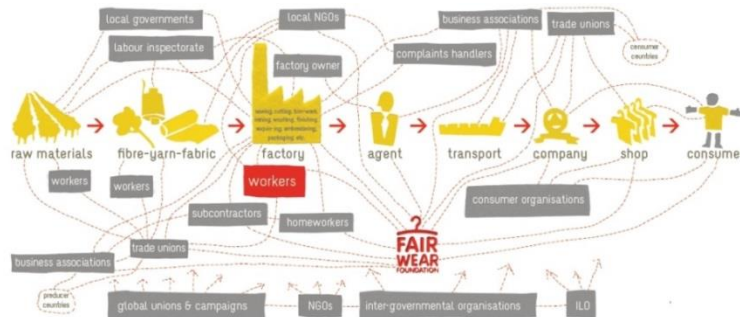 local governments
local NGOs
business associations
trade unions
labour inspectorate
complaints handlers
consumer
countries
factory owner
raw materials
fibre-yarn-fabric
factory
agent
transport
company
shop
consumer
workers
workers
workers
consumer organisations
subcontractors
homeworkers
trade unions
FAIR
WEAR
FOUNDATION
business associations
producer
countries
global unions & campaigns
NGOs
inter-governmental organisations
ILO